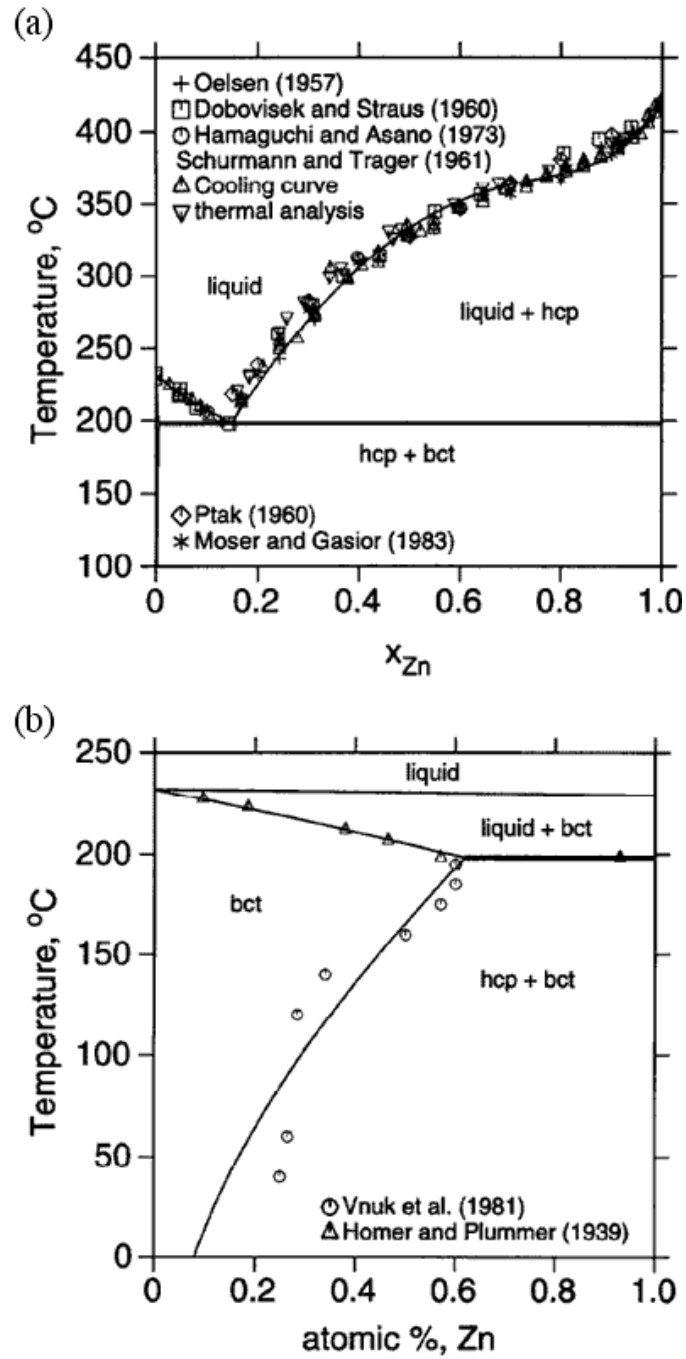 (a)
450
400
350
300
250
200
150
100
Temperature, °C
+ Oelsen (1957)
Dobovisek and Straus (1960)
Hamaguchi and Asano (1973)
Schurmann and Trager (1961)
Cooling curve
thermal analysis
liquid
liquid + hcp
hcp + bct
Ptak (1960)
Moser and Gasior (1983)
0 0.2 0.4 0.6 0.8 1.0
xZn
(b)
250
200
150
100
50
0
Temperature, °C
liquid
liquid + bct
bct
hcp + bct
Vnuk et al. (1981)
Homer and Plummer (1939)
0 0.2 0.4 0.6 0.8 1.0
atomic %, Zn